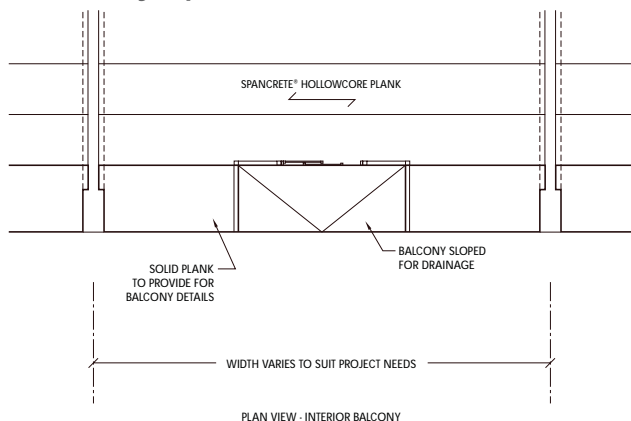 SPANCRETE® HOLLOWCORE PLANK
SOLID PLANK
TO PROVIDE FOR
BALCONY DETAILS
BALCONY SLOPED
FOR DRAINAGE
WIDTH VARIES TO SUIT PROJECT NEEDS
PLAN VIEW - INTERIOR BALCONY